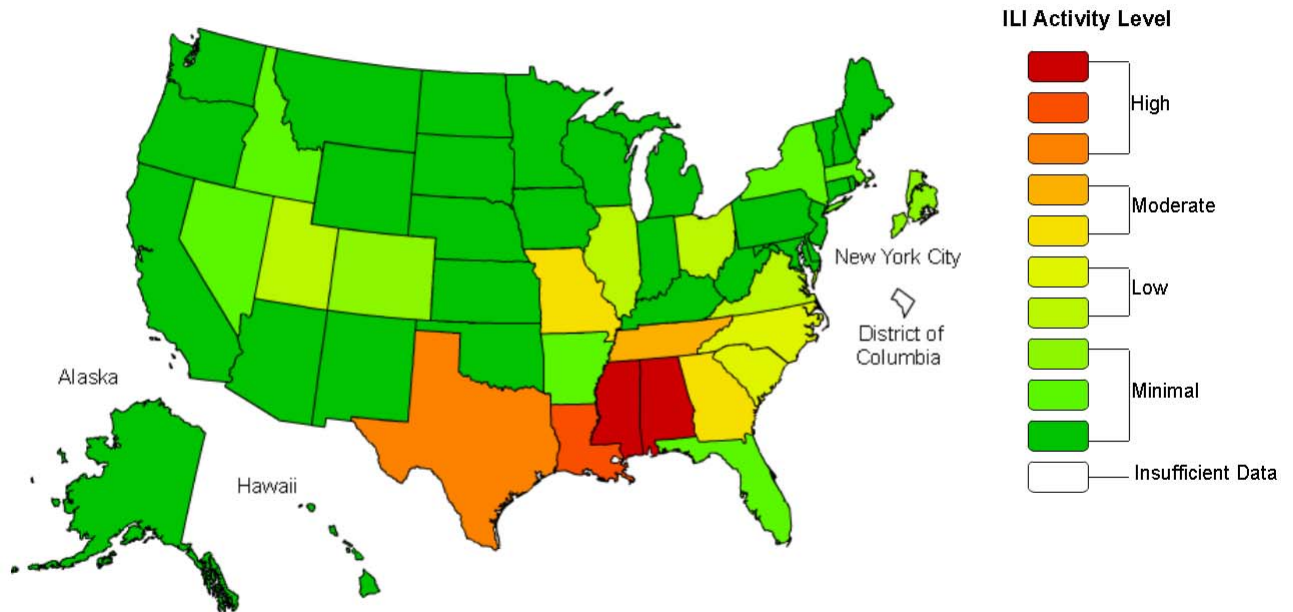 ILI Activity Level
High
Moderate
Low
Minimal
Insufficient Data
New York City
District of
Columbia
Alaska
Hawaii